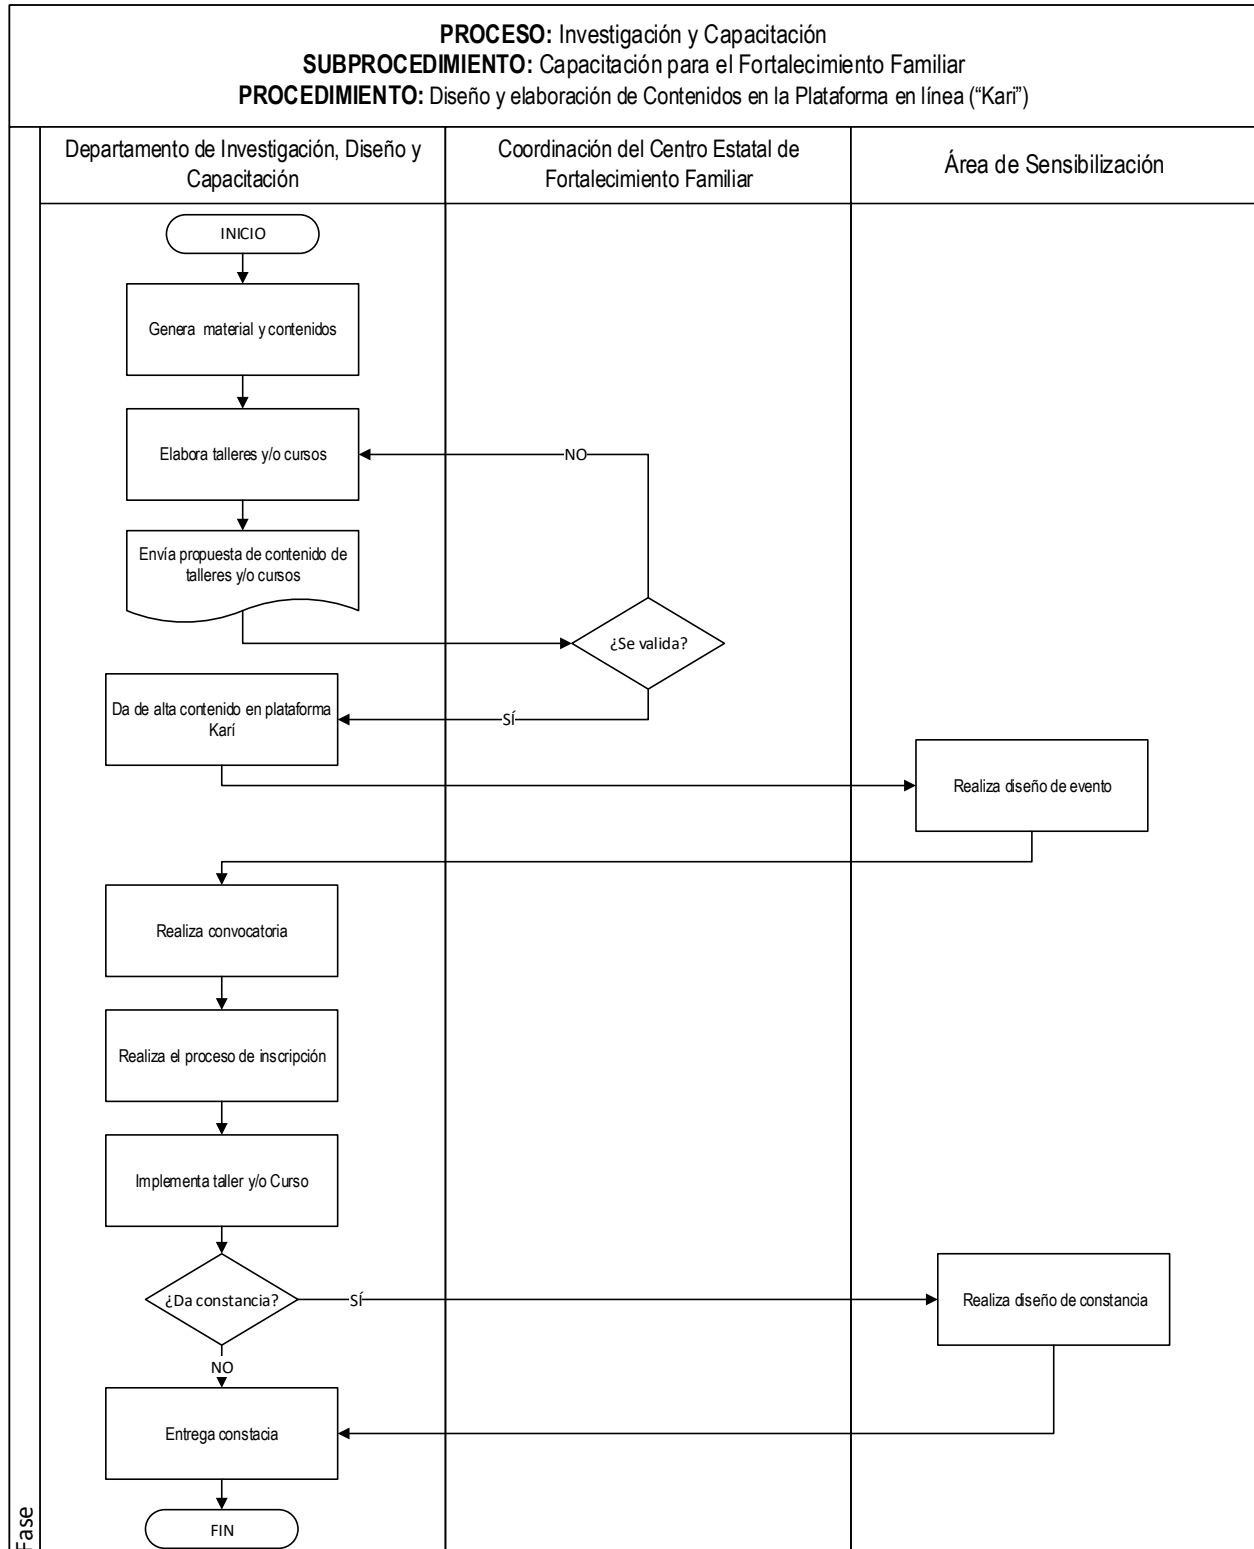 PROCESO: Investigación y Capacitación
SUBPROCEDIMIENTO: Capacitación para el Fortalecimiento Familiar
PROCEDIMIENTO: Diseño y elaboración de Contenidos en la Plataforma en línea (“Kari”)
Departamento de Investigación, Diseño y
Capacitación
Coordinación del Centro Estatal de
Fortalecimiento Familiar
Área de Sensibilización
INICIO
Genera material y contenidos
Elabora talleres y/o cursos
NO
Envía propuesta de contenido de
talleres y/o cursos
¿Se valida?
Da de alta contenido en plataforma
Karí
SÍ
Realiza diseño de evento
Realiza convocatoria
Realiza el proceso de inscripción
Implementa taller y/o Curso
¿Da constancia?
SÍ
Realiza diseño de constancia
NO
Entrega constacia
FIN
Fase